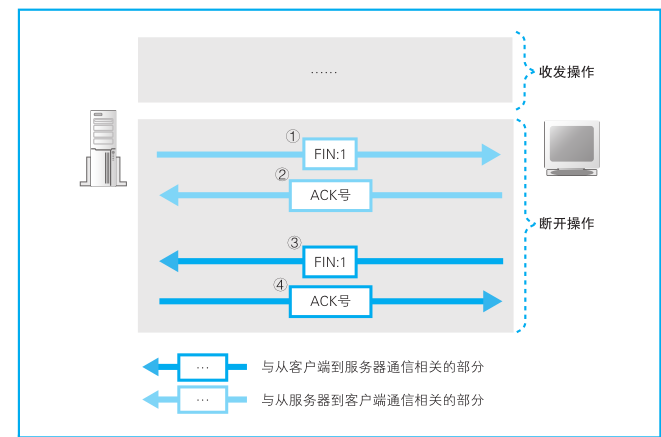 ……
收发操作
①
FIN:1
②
ACK号
断开操作
③
FIN:1
④
ACK号
… 与从客户端到服务器通信相关的部分
… 与从服务器到客户端通信相关的部分